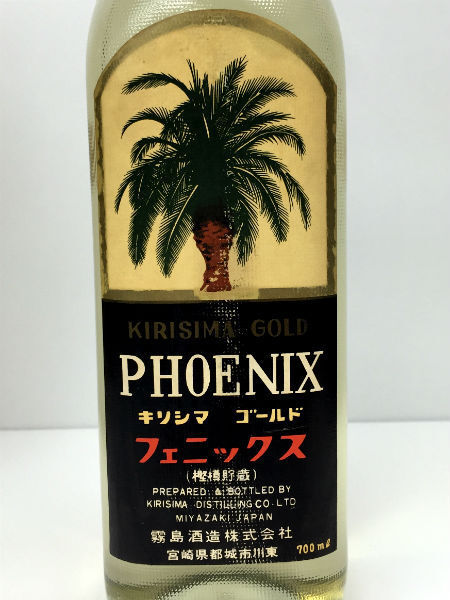 KIRISIMA GOLD
PHOENIX
キリシマ ゴールド
フェニックス
(樫樽貯蔵)
PREPARED & BOTTLED BY
KIRISIMA DISTILLING CO. LTD
MIYAZAKI JAPAN
霧島酒造株式会社
宮崎県都城市川東
700mℓ